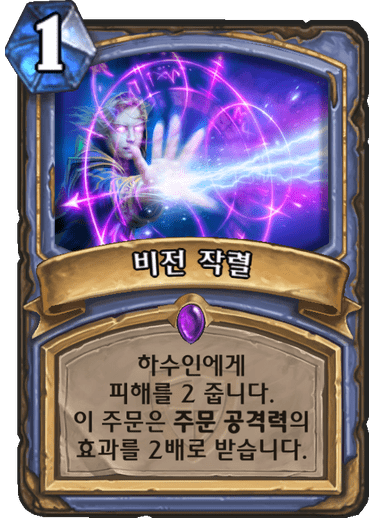 1
비전 작렬
하수인에게
피해를 2 줍니다.
이 주문은 주문 공격력의
효과를 2배로 받습니다.